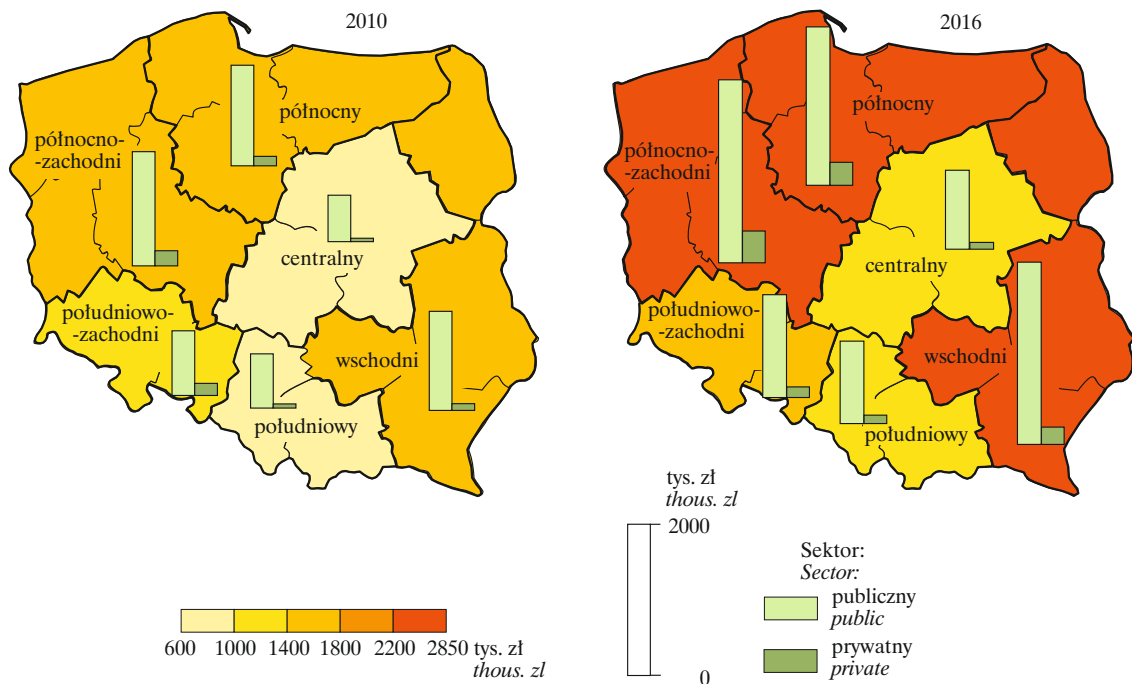 2010
północny
północno-
-zachodni
centralny
południowo-
-zachodni
wschodni
południowy
2016
północny
północno-
-zachodni
centralny
południowo-
-zachodni
wschodni
południowy
600 1000 1400 1800 2200 2850 tys. zł
thous. zl
tys. zł
thous. zl
2000
0
Sektor:
Sector:
publiczny
public
prywatny
private